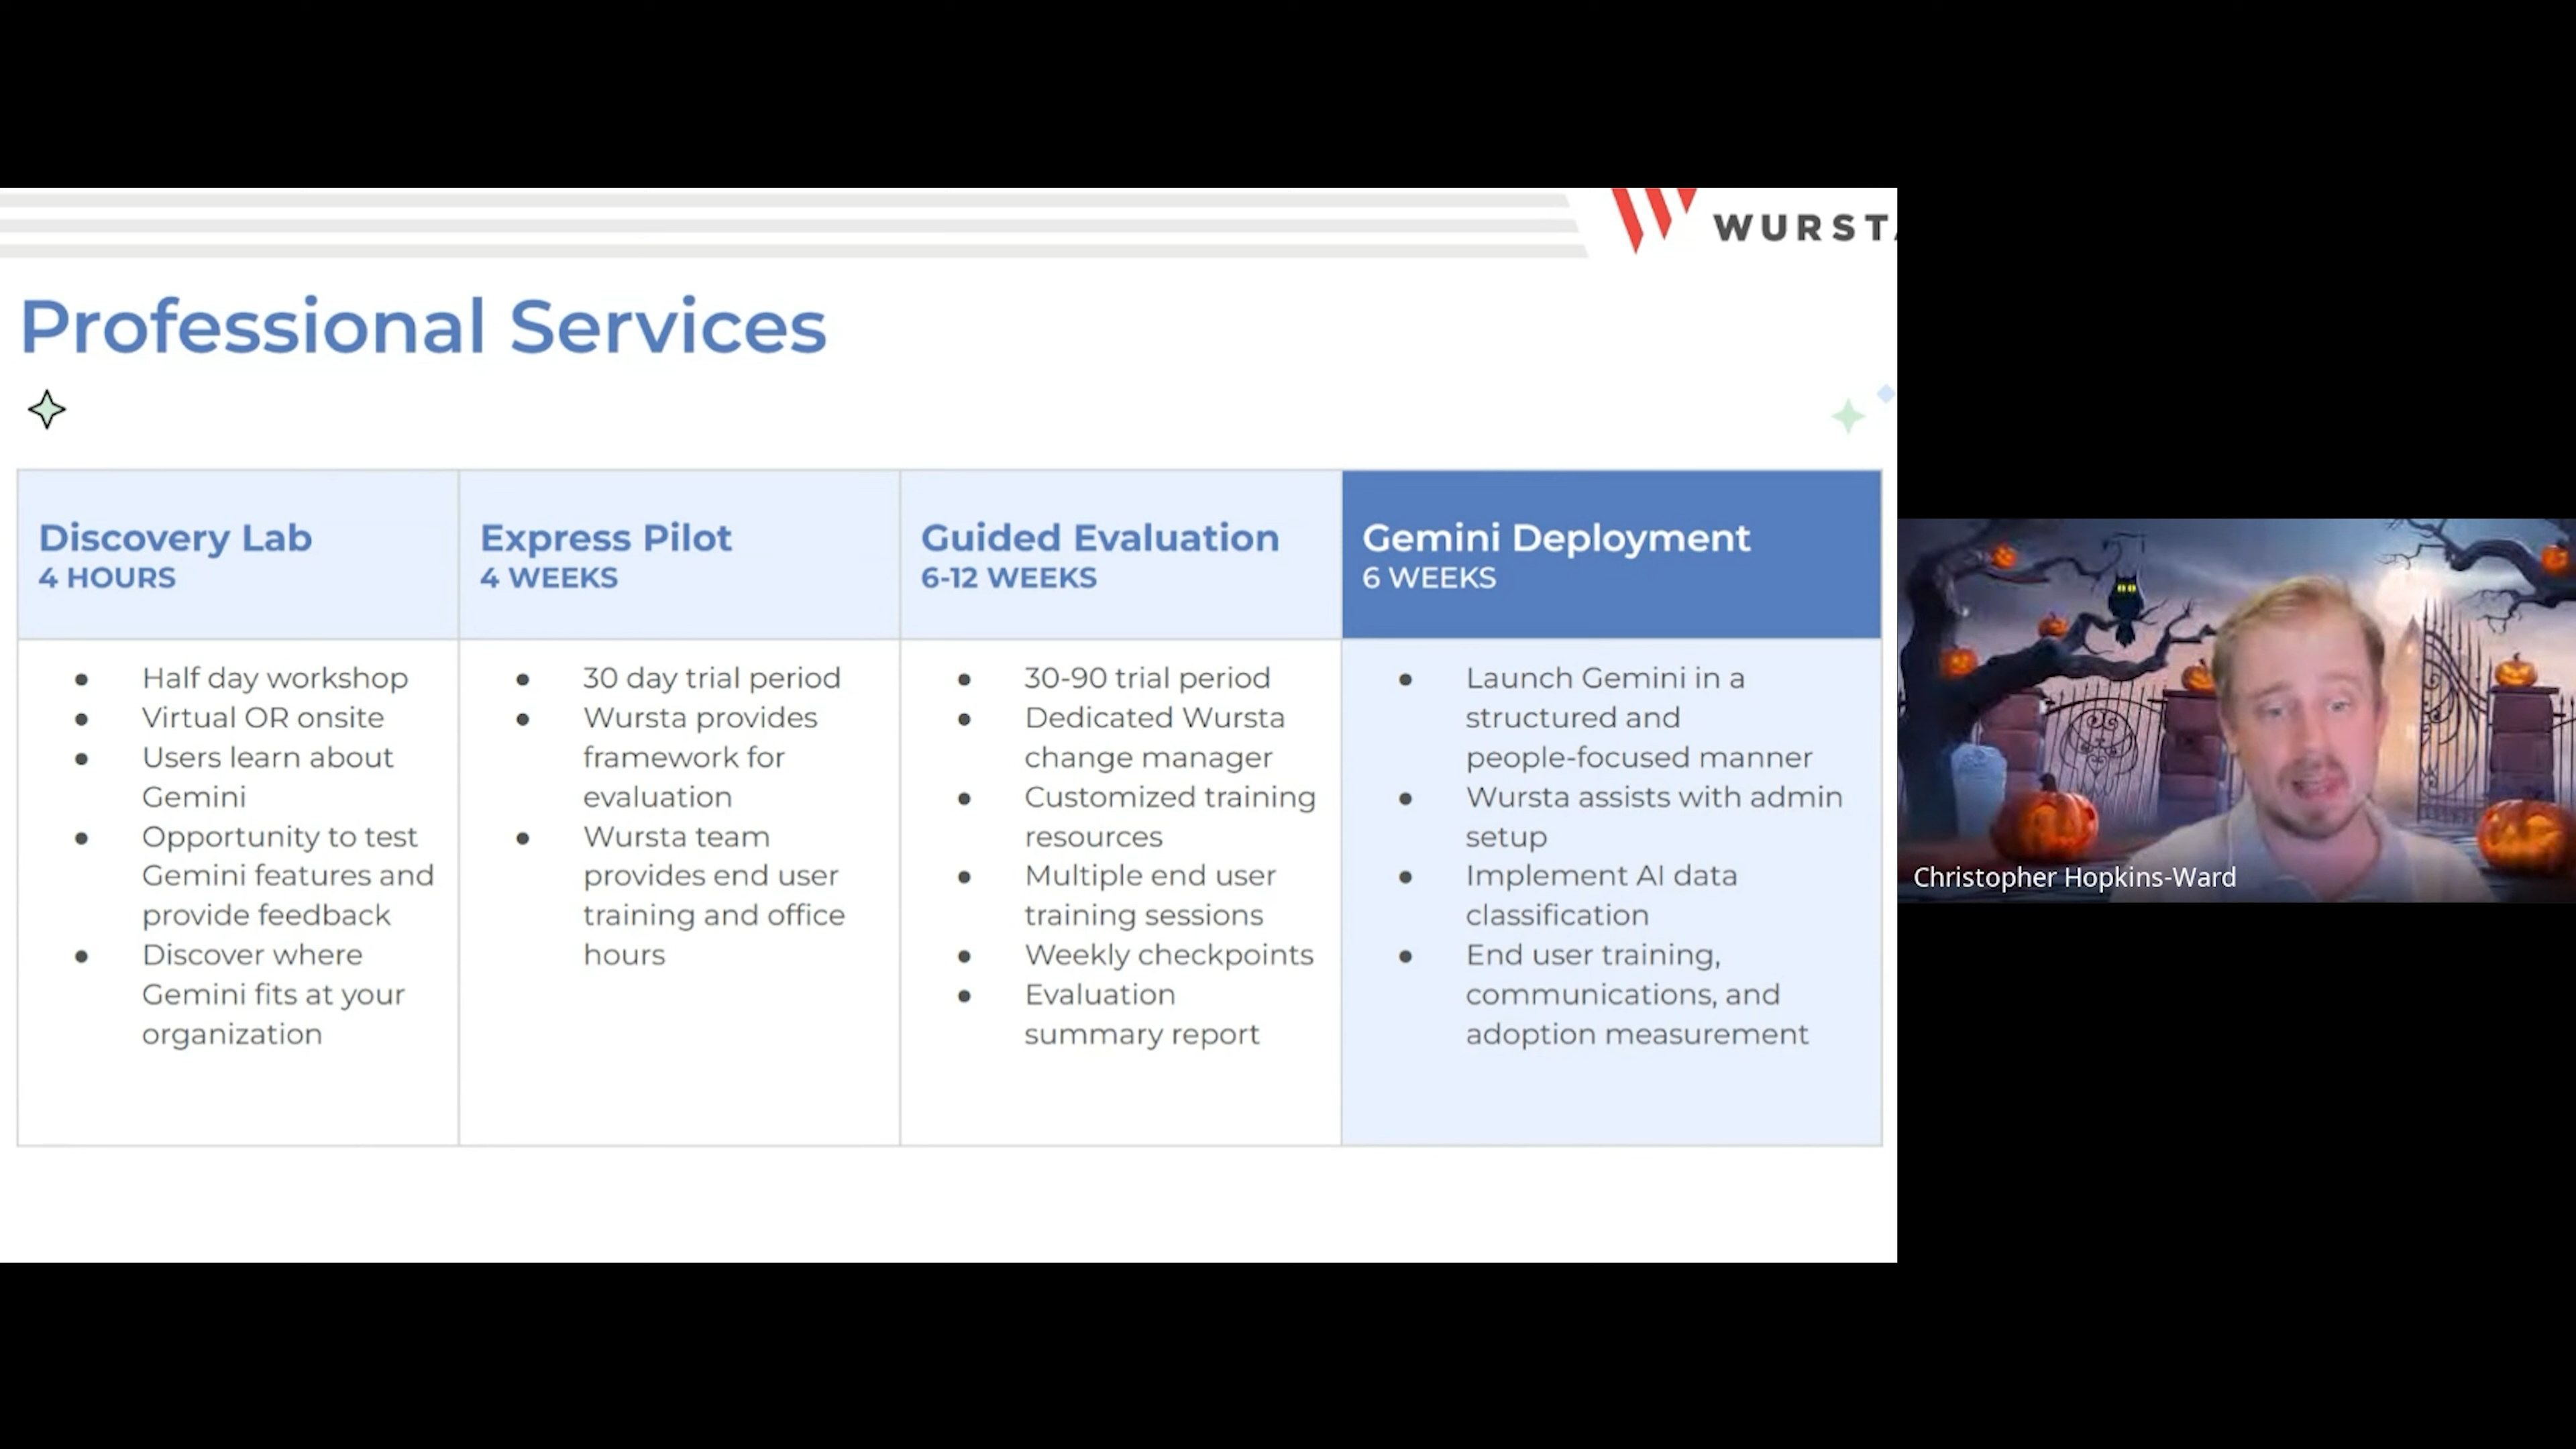 WURSTA
Professional Services
Discovery Lab
4 HOURS
Half day workshop
Virtual OR onsite
Users learn about
Gemini
Opportunity to test
Gemini features and
provide feedback
Discover where
Gemini fits at your
organization
Express Pilot
4 WEEKS
30 day trial period
Wursta provides
framework for
evaluation
Wursta team
provides end user
training and office
hours
Guided Evaluation
6-12 WEEKS
30-90 trial period
Dedicated Wursta
change manager
Customized training
resources
Multiple end user
training sessions
Weekly checkpoints
Evaluation
summary report
Gemini Deployment
6 WEEKS
Launch Gemini in a
structured and
people-focused manner
Wursta assists with admin
setup
Implement AI data
classification
End user training,
communications, and
adoption measurement
Christopher Hopkins-Ward